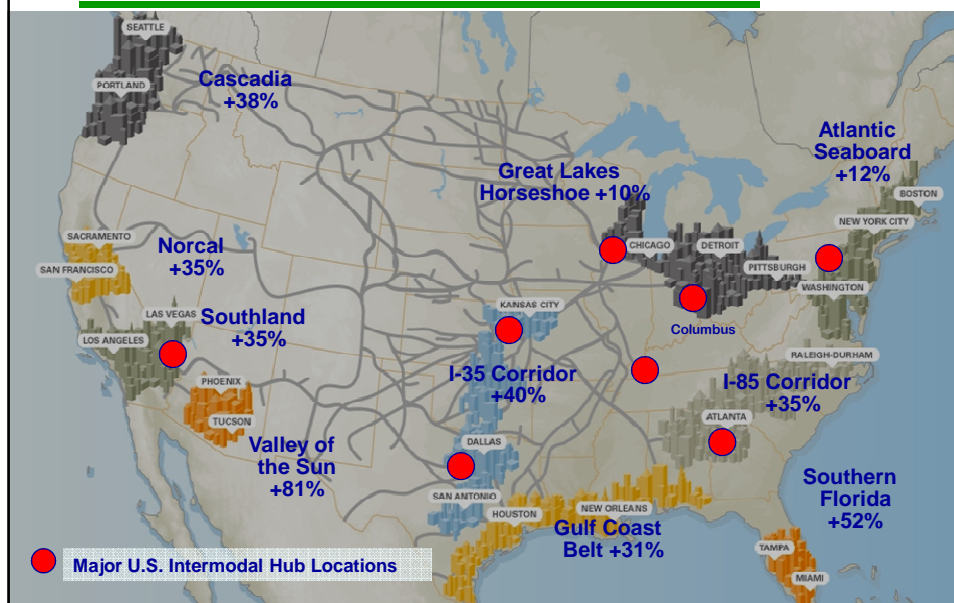 SEATTLE
PORTLAND
Cascadia
+38%
Great Lakes
Horseshoe +10%
Atlantic
Seaboard
+12%
BOSTON
NEW YORK CITY
SACRAMENTO
SAN FRANCISCO
Norcal
+35%
CHICAGO
DETROIT
PITTSBURGH
WASHINGTON
LAS VEGAS
LOS ANGELES
Southland
+35%
KANSAS CITY
Columbus
RALEIGH-DURHAM
PHOENIX
TUCSON
I-35 Corridor
+40%
I-85 Corridor
+35%
ATLANTA
Valley of
the Sun
+81%
DALLAS
SAN ANTONIO
HOUSTON
NEW ORLEANS
Gulf Coast
Belt +31%
Southern
Florida
+52%
TAMPA
MIAMI
Major U.S. Intermodal Hub Locations